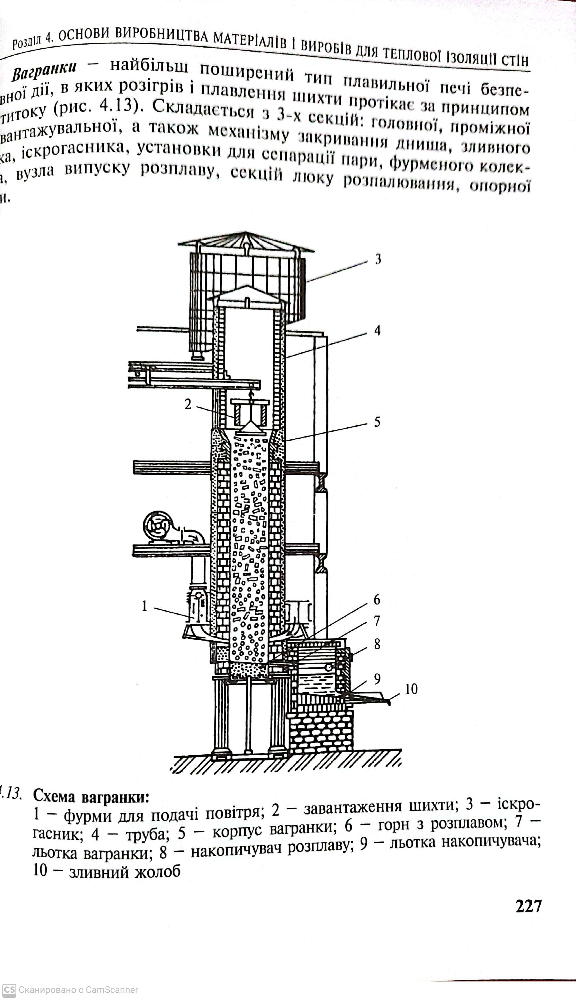 Розділ 4. ОСНОВИ ВИРОБНИЦТВА МАТЕРІАЛІВ І ВИРОБІВ ДЛЯ ТЕПЛОВОЇ ІЗОЛЯЦІЇ СТІН
Вагранки – найбільш поширений тип плавильної печі безпе-
вної дії, в яких розігрів і плавлення шихти протікає за принципом
титоку (рис. 4.13). Складається з 3-х секцій: головної, проміжної
вантажувальної, а також механізму закривання днища, зливного
ка, іскрогасника, установки для сепарації пари, фурменого колек-
а, вузла випуску розплаву, секцій люку розпалювання, опорної
и.
3
4
2
5
1
6
7
8
9
10
4.13. Схема вагранки:
1 – фурми для подачі повітря; 2 – завантаження шихти; 3 – іскро-
гасник; 4 – труба; 5 – корпус вагранки; 6 – горн з розплавом; 7 –
льотка вагранки; 8 – накопичувач розплаву; 9 – льотка накопичувача;
10 – зливний жолоб
227
CS Сканировано с CamScanner